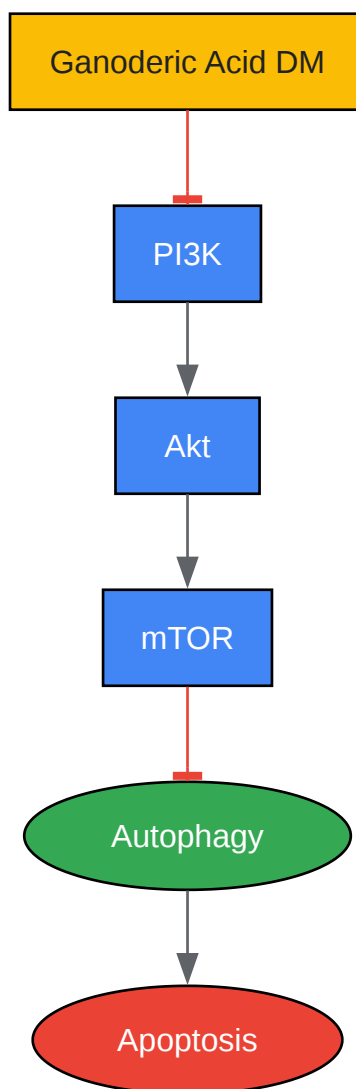 Ganoderic Acid DM
PI3K
Akt
mTOR
Autophagy
Apoptosis